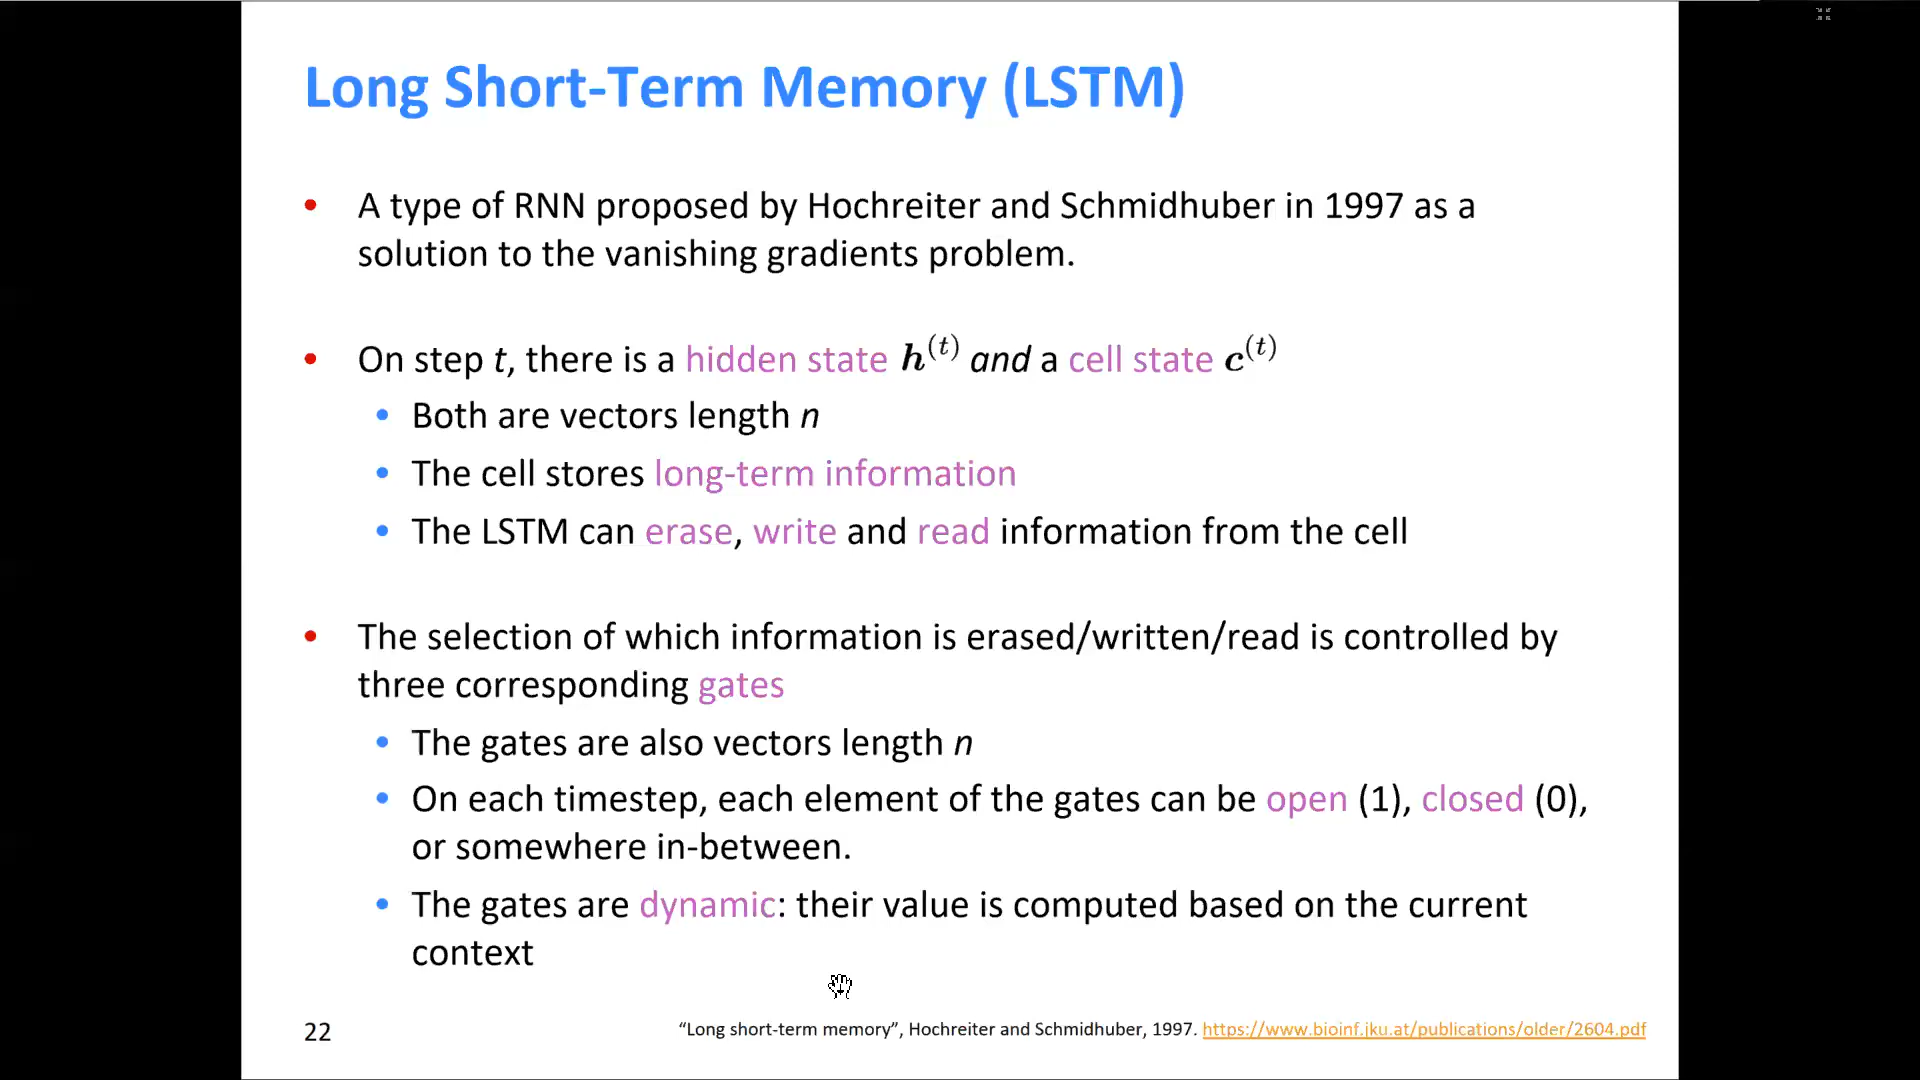 Long Short-Term Memory (LSTM)
• A type of RNN proposed by Hochreiter and Schmidhuber in 1997 as a
solution to the vanishing gradients problem.
• On step t, there is a hidden state h^(t) and a cell state c^(t)
• Both are vectors length n
• The cell stores long-term information
• The LSTM can erase, write and read information from the cell
• The selection of which information is erased/written/read is controlled by
three corresponding gates
• The gates are also vectors length n
• On each timestep, each element of the gates can be open (1), closed (0),
or somewhere in-between.
• The gates are dynamic: their value is computed based on the current
context
22
“Long short-term memory”, Hochreiter and Schmidhuber, 1997. https://www.bioinf.jku.at/publications/older/2604.pdf